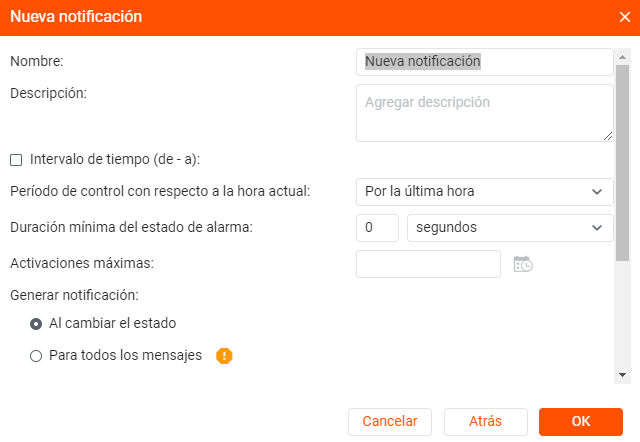 Nueva notificación
Nombre:
Nueva notificación
Descripción:
Agregar descripción
Intervalo de tiempo (de - a):
Período de control con respecto a la hora actual:
Por la última hora
Duración mínima del estado de alarma:
0
segundos
Activaciones máximas:
Generar notificación:
Al cambiar el estado
Para todos los mensajes
Cancelar
Atrás
OK